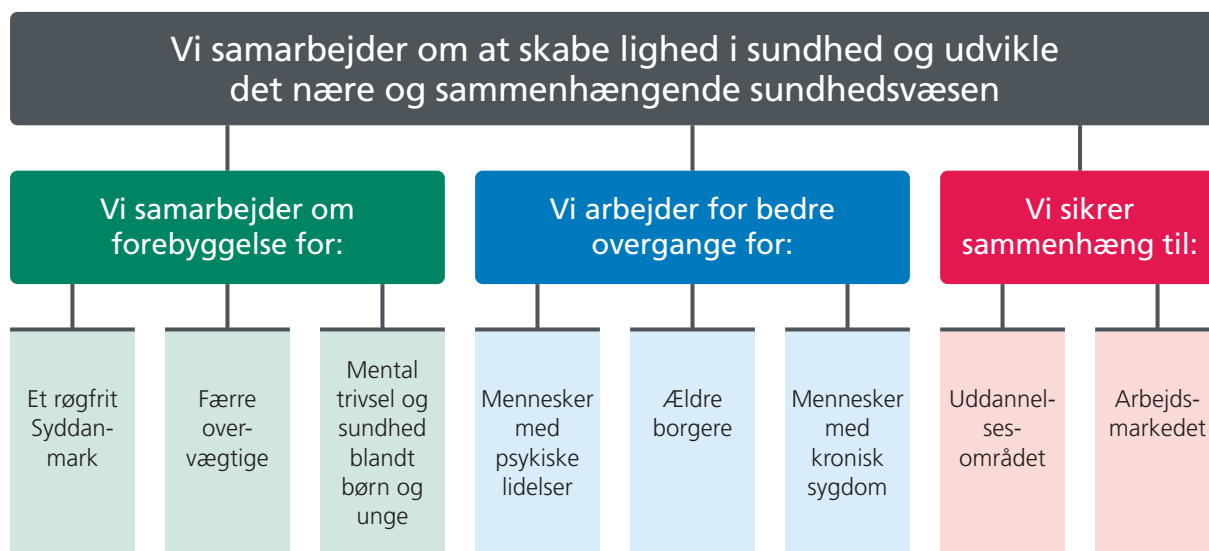 Vi samarbejder om at skabe lighed i sundhed og udvikle
det nære og sammenhængende sundhedsvæsen
Vi samarbejder om
forebyggelse for:
Vi arbejder for bedre
overgange for:
Vi sikrer
sammenhæng til:
Et røgfrit
Syddan-
mark
Færre
over-
vægtige
Mental
trivsel og
sundhed
blandt
børn og
unge
Mennesker
med
psykiske
lidelser
Ældre
borgere
Mennesker
med
kronisk
sygdom
Uddannel-
ses-
området
Arbejds-
markedet